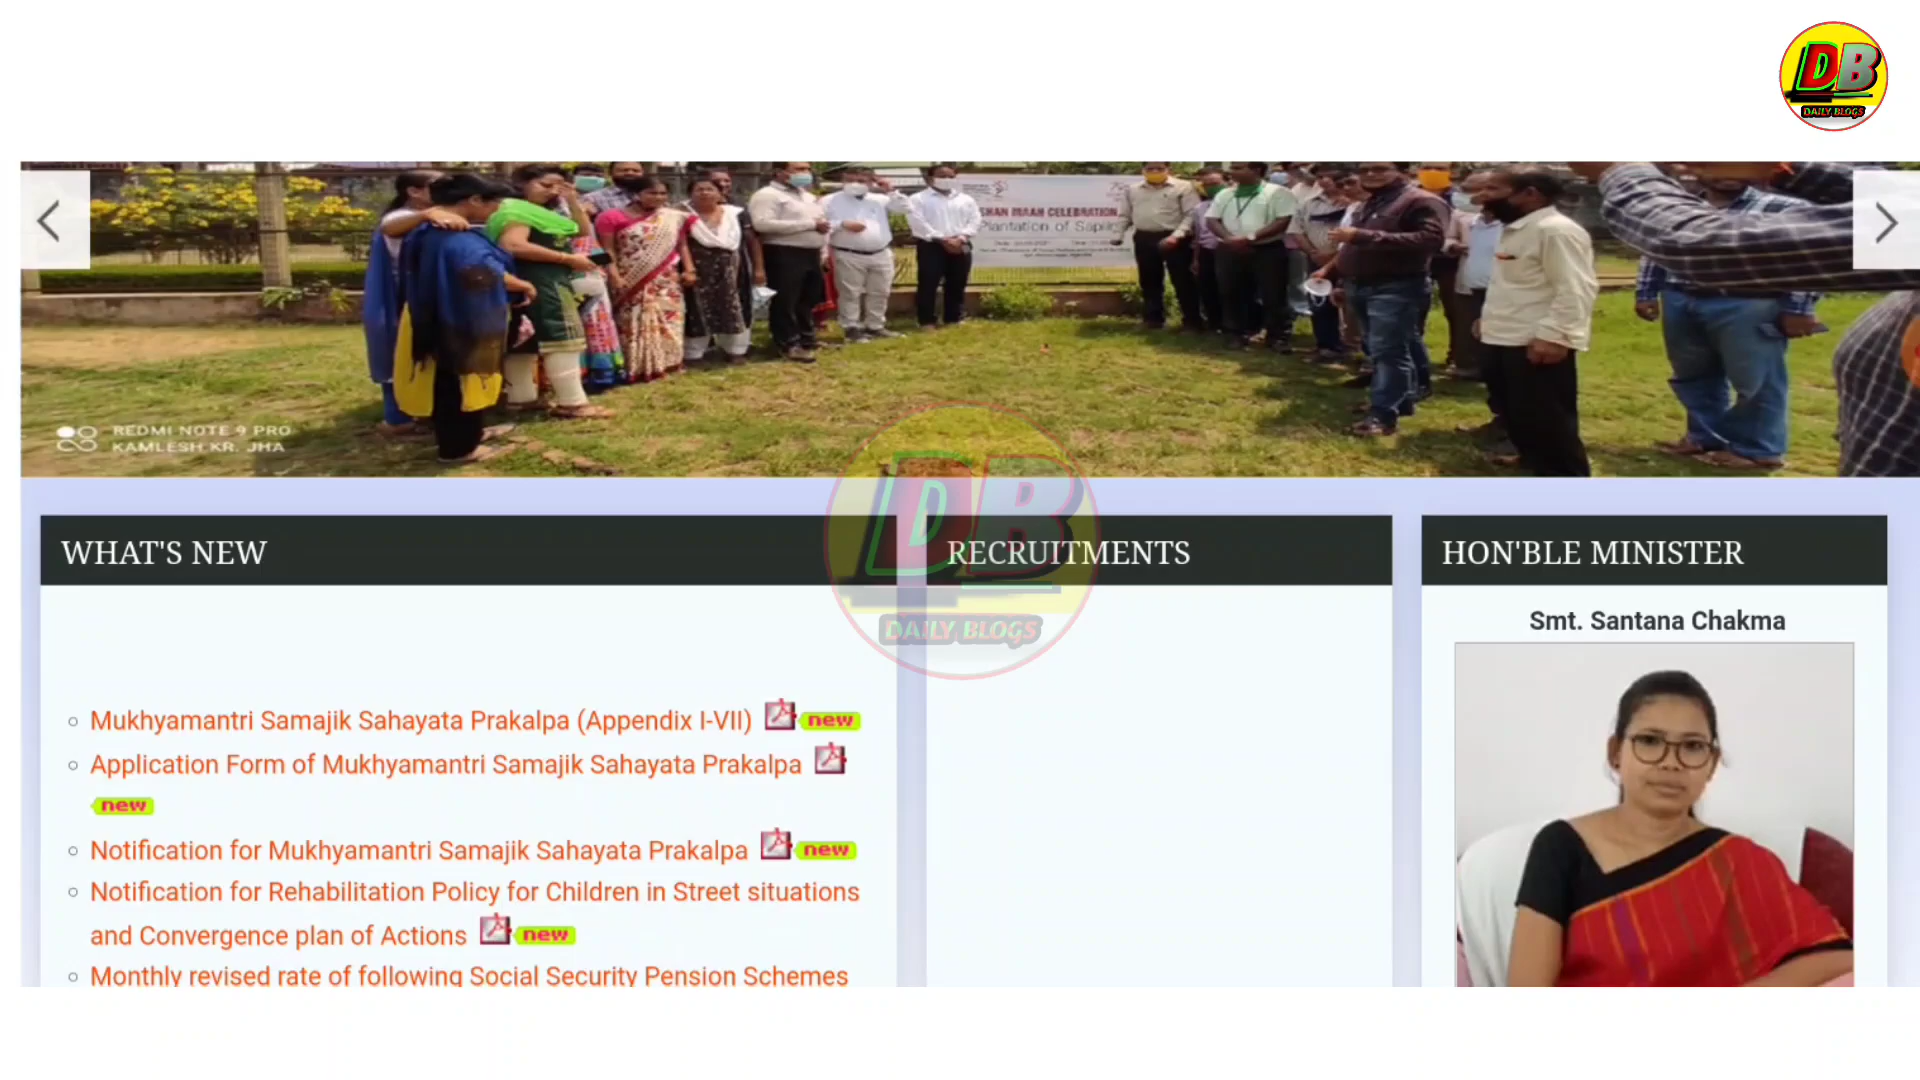 DB
DAILY BLOGS
SHAN MAAH CELEBRATION
Plantation of
REDMI NOTE 9 PRO
KAMLESH KR. JHA
DB
DAILY BLOGS
WHAT'S NEW
Mukhyamantri Samajik Sahayata Prakalpa (Appendix I-VII) new
Application Form of Mukhyamantri Samajik Sahayata Prakalpa
new
Notification for Mukhyamantri Samajik Sahayata Prakalpa new
Notification for Rehabilitation Policy for Children in Street situations
and Convergence plan of Actions new
Monthly revised rate of following Social Security Pension Schemes
RECRUITMENTS
HON'BLE MINISTER
Smt. Santana Chakma